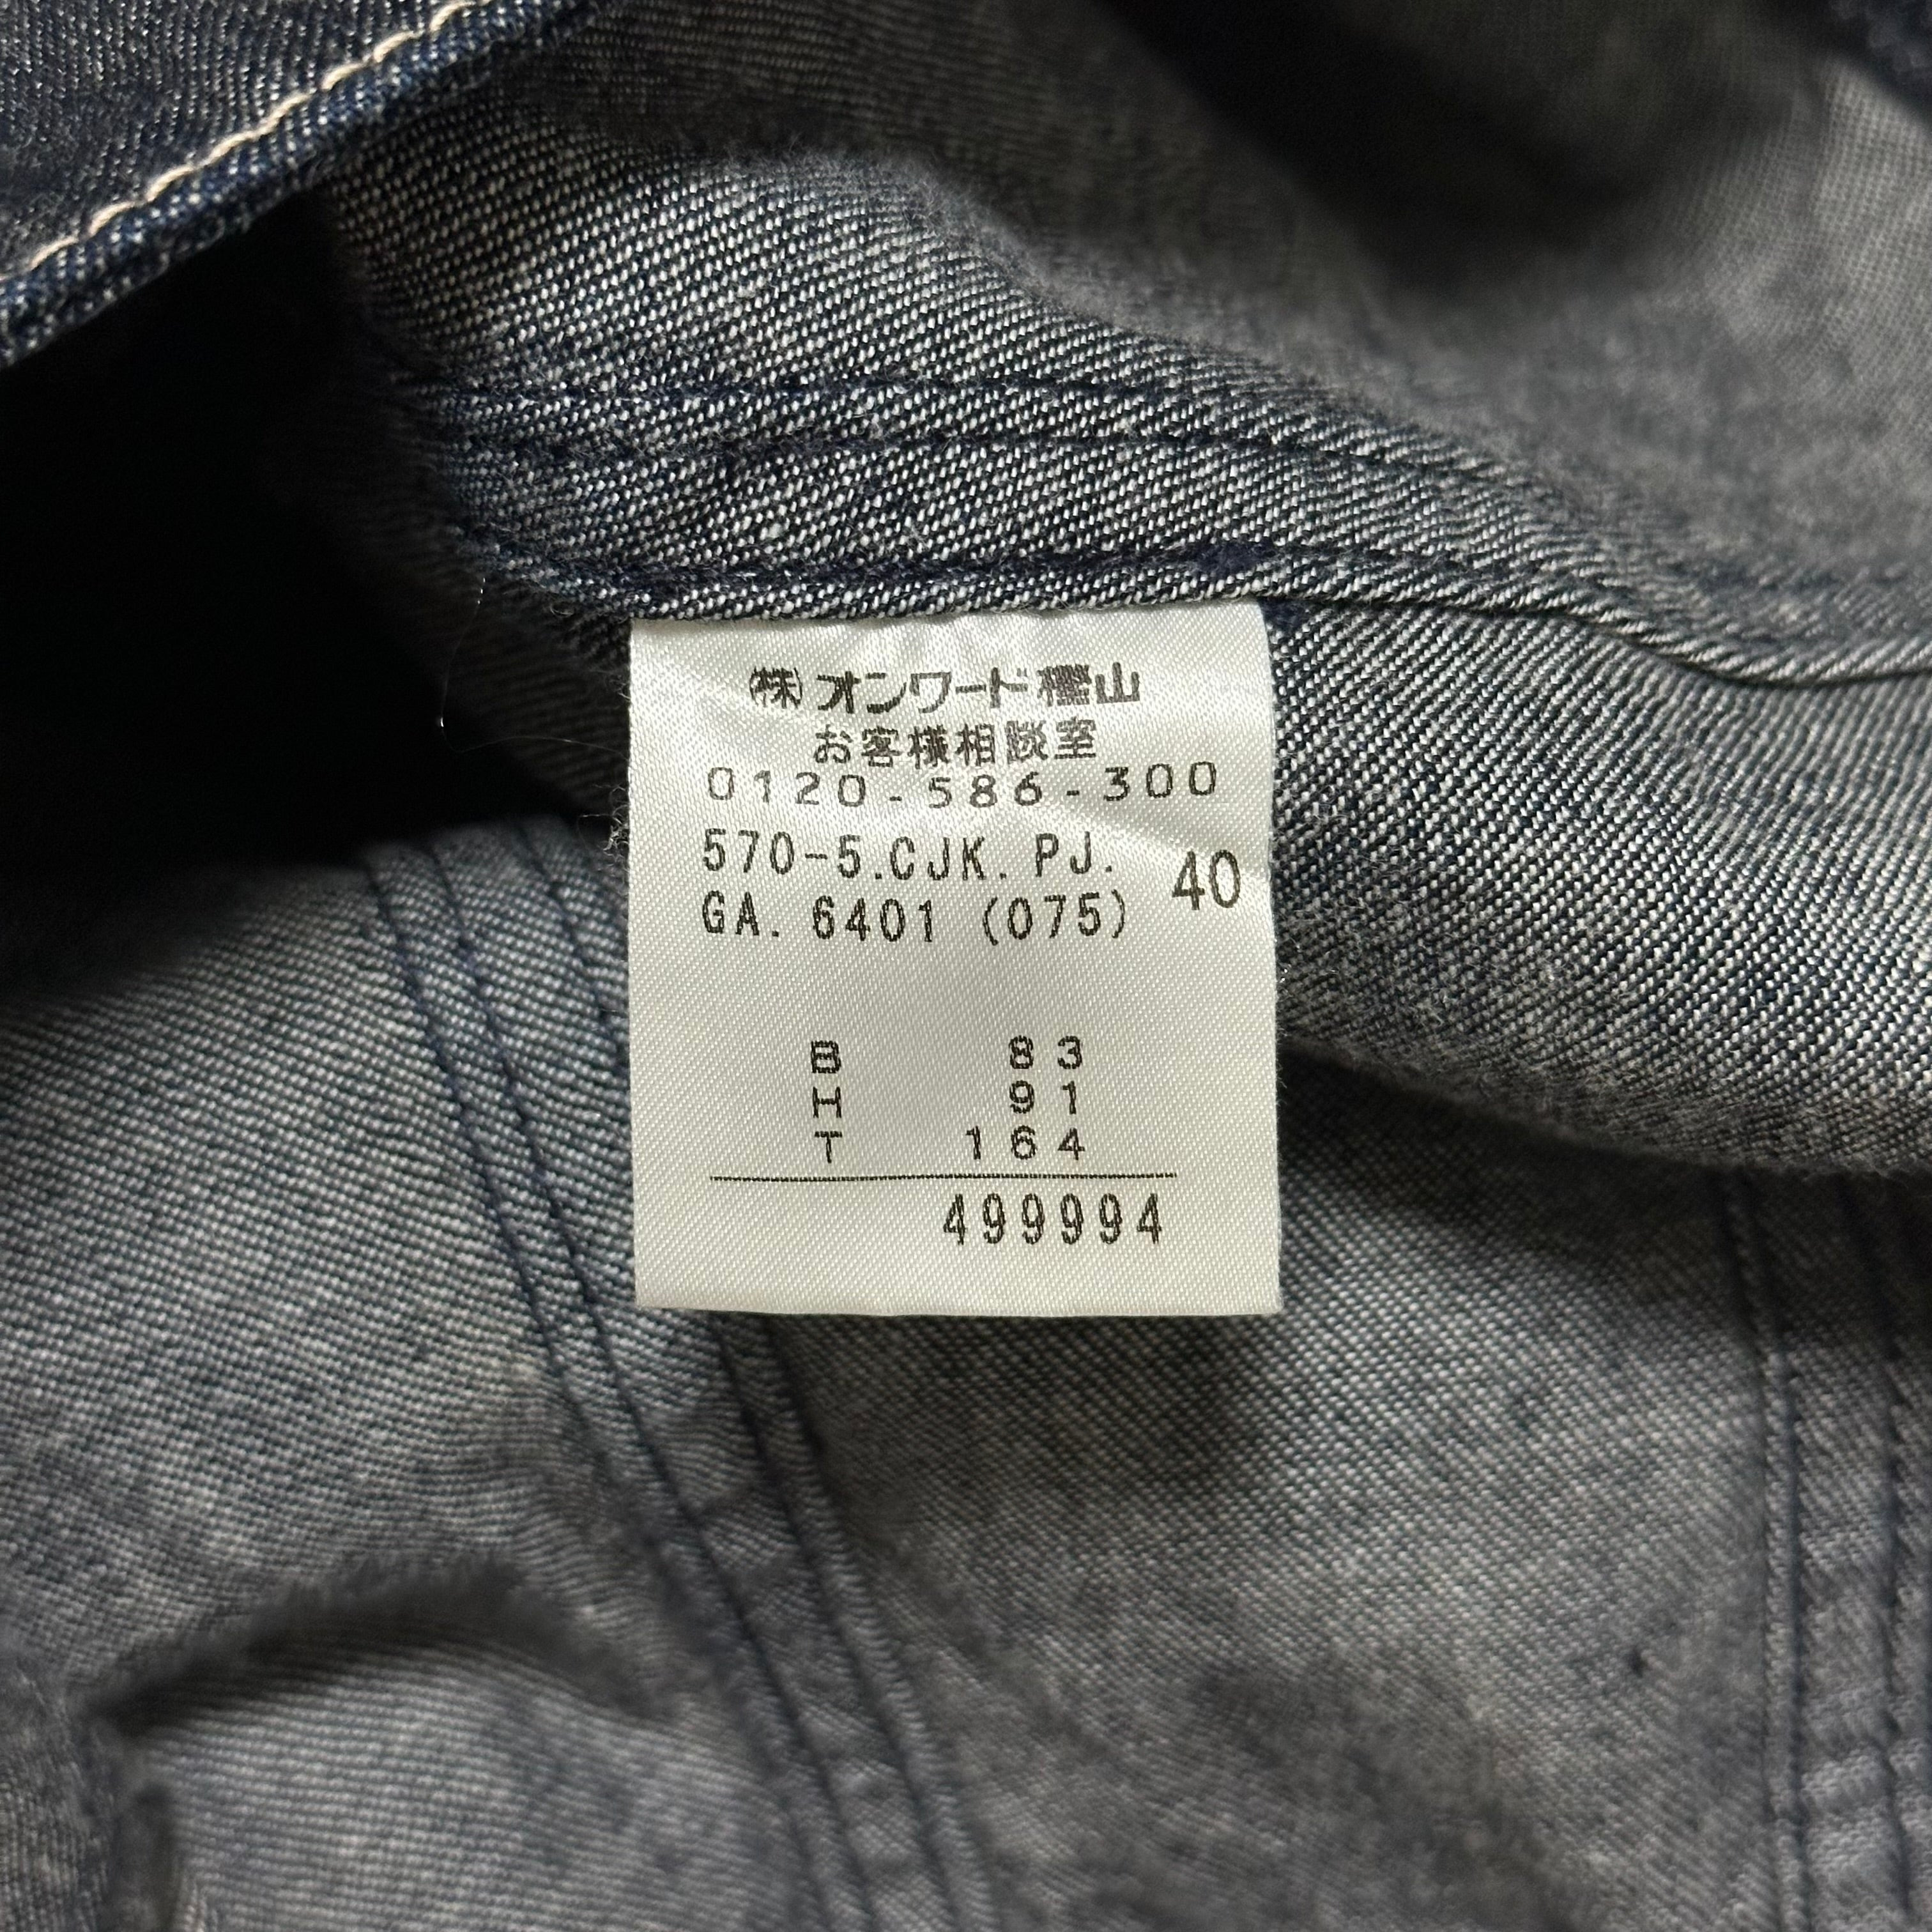 ㈱オンワード樫山
お客様相談室
0120-586-300
570-5.CJK. PJ. 40
GA. 6401 (075)
B 83
H 91
T 164
499994